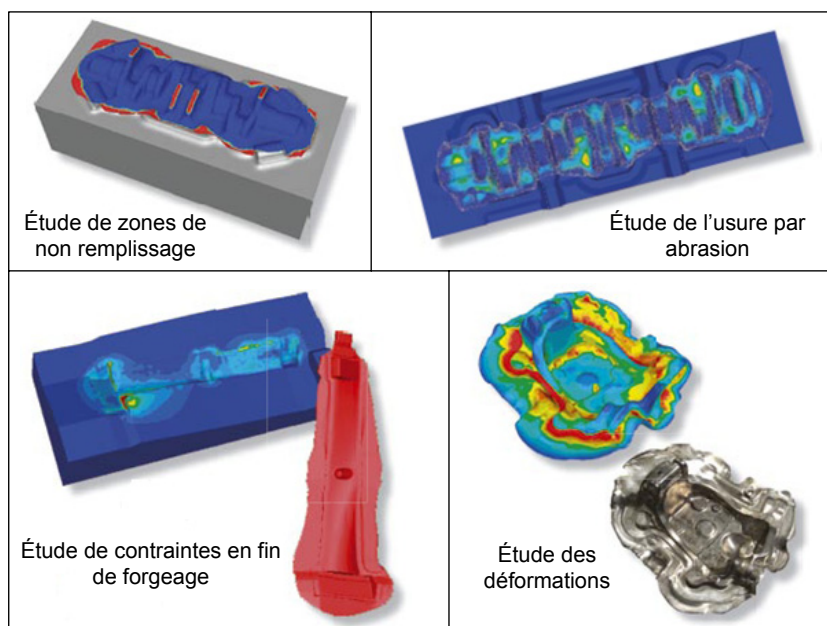 Étude de zones de
non remplissage
Étude de l’usure par
abrasion
Étude de contraintes en fin
de forgeage
Étude des
déformations